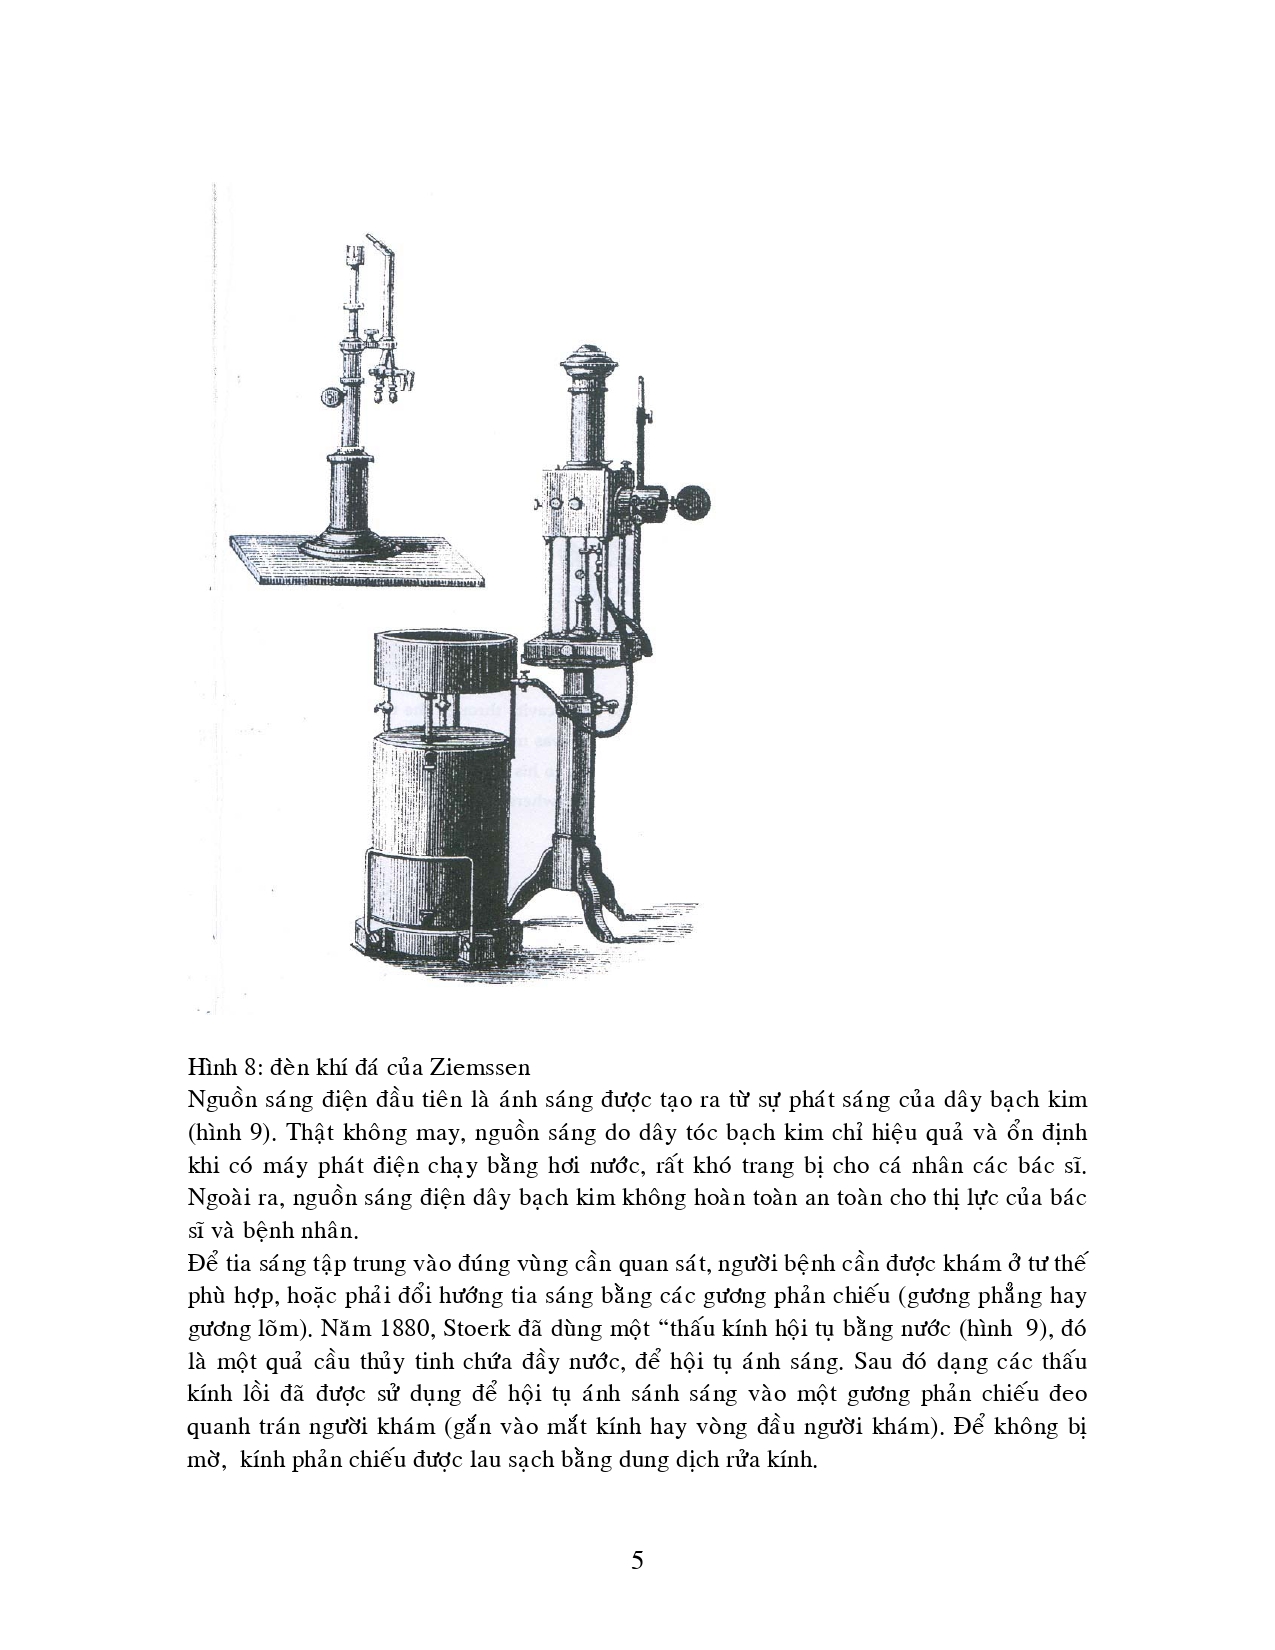 Hình 8: đèn khí đá của Ziemssen
Nguồn sáng điện đầu tiên là ánh sáng được tạo ra từ sự phát sáng của dây bạch kim
(hình 9). Thật không may, nguồn sáng do dây tóc bạch kim chỉ hiệu quả và ổn định
khi có máy phát điện chạy bằng hơi nước, rất khó trang bị cho cá nhân các bác sĩ.
Ngoài ra, nguồn sáng điện dây bạch kim không hoàn toàn an toàn cho thị lực của bác
sĩ và bệnh nhân.
Để tia sáng tập trung vào đúng vùng cần quan sát, người bệnh cần được khám ở tư thế
phù hợp, hoặc phải đổi hướng tia sáng bằng các gương phản chiếu (gương phẳng hay
gương lõm). Năm 1880, Stoerk đã dùng một “thấu kính hội tụ bằng nước (hình 9), đó
là một quả cầu thủy tinh chứa đầy nước, để hội tụ ánh sáng. Sau đó dạng các thấu
kính lồi đã được sử dụng để hội tụ ánh sánh sáng vào một gương phản chiếu đeo
quanh trán người khám (gắn vào mắt kính hay vòng đầu người khám). Để không bị
mờ, kính phản chiếu được lau sạch bằng dung dịch rửa kính.
5